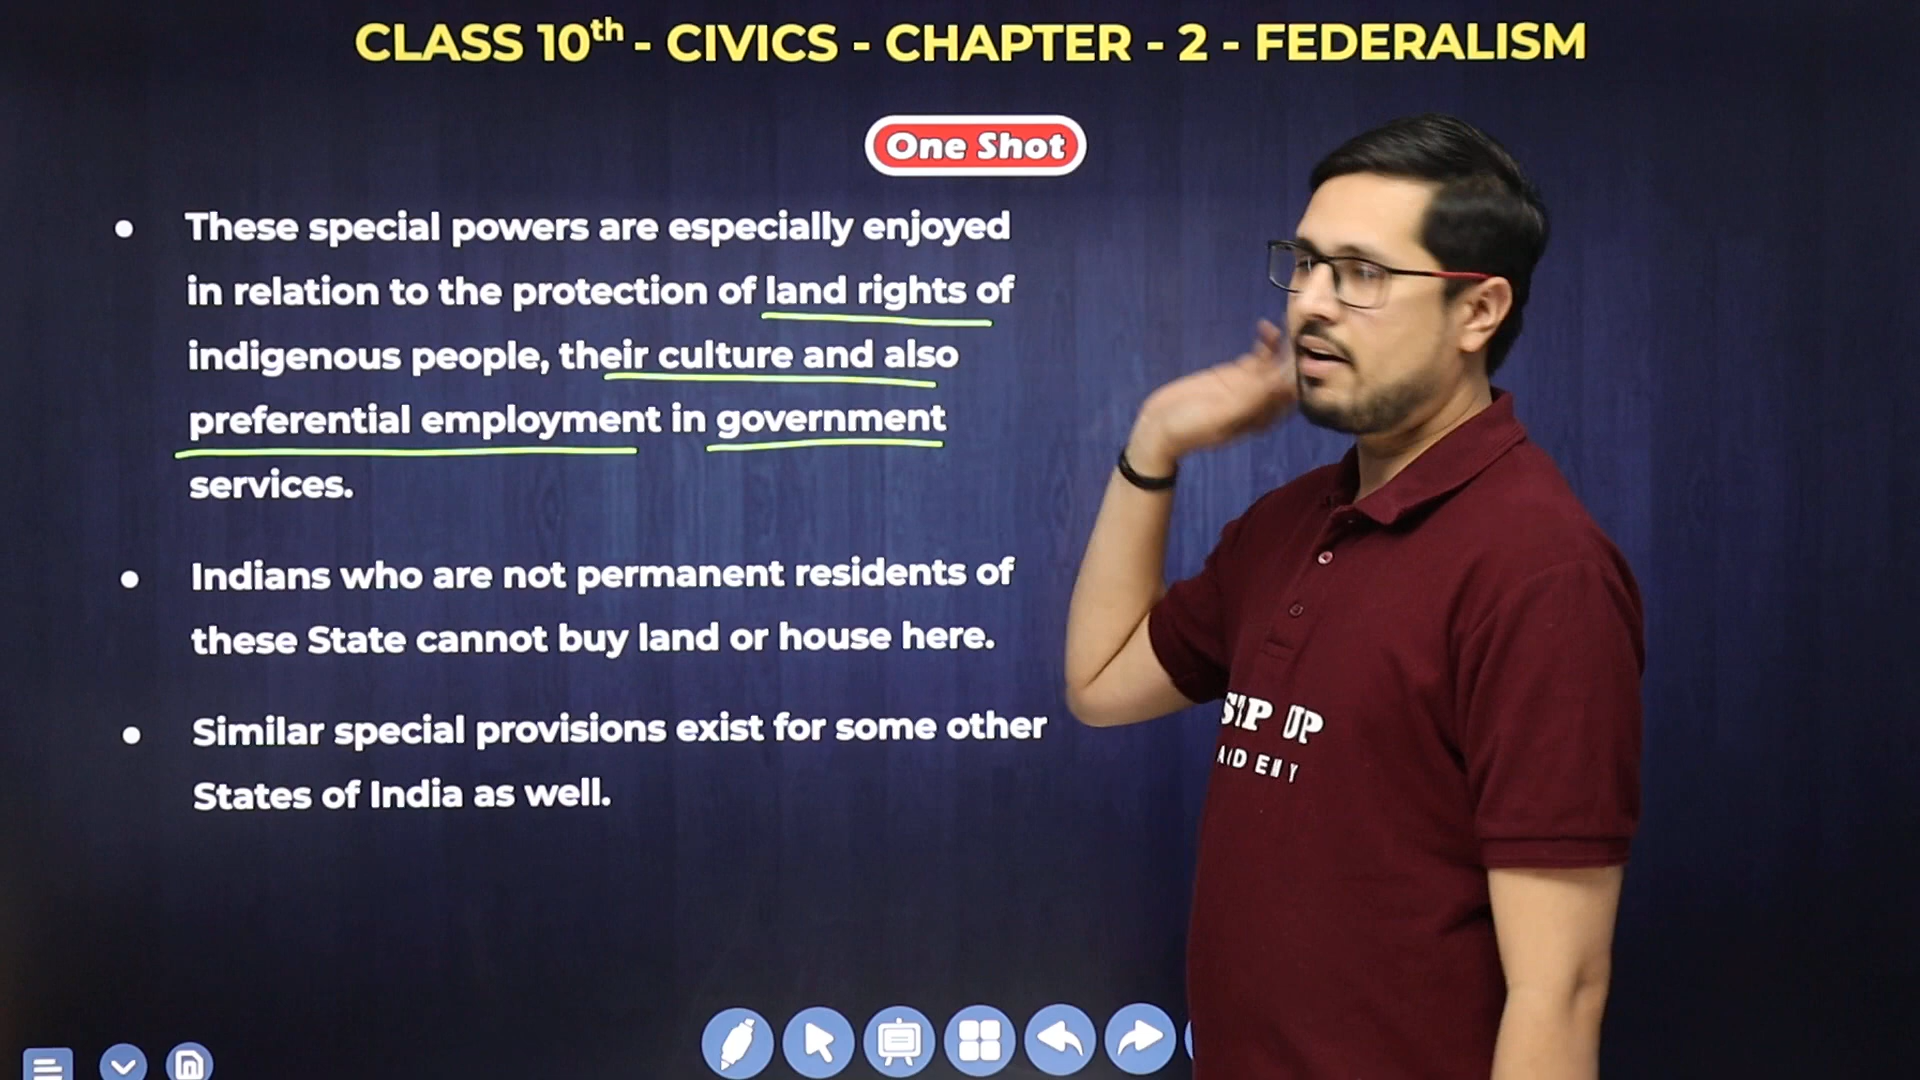 CLASS 10th - CIVICS - CHAPTER - 2 - FEDERALISM
One Shot
• These special powers are especially enjoyed
in relation to the protection of land rights of
indigenous people, their culture and also
preferential employment in government
services.
• Indians who are not permanent residents of
these State cannot buy land or house here.
• Similar special provisions exist for some other
States of India as well.
UP